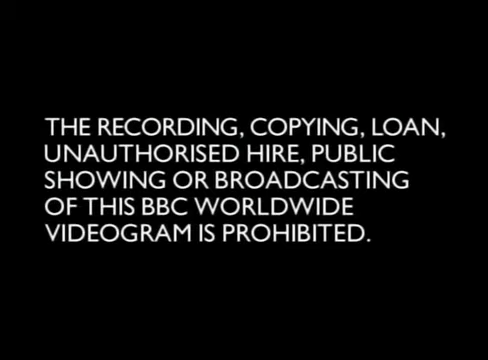 THE RECORDING, COPYING, LOAN,
UNAUTHORISED HIRE, PUBLIC
SHOWING OR BROADCASTING
OF THIS BBC WORLDWIDE
VIDEOGRAM IS PROHIBITED.